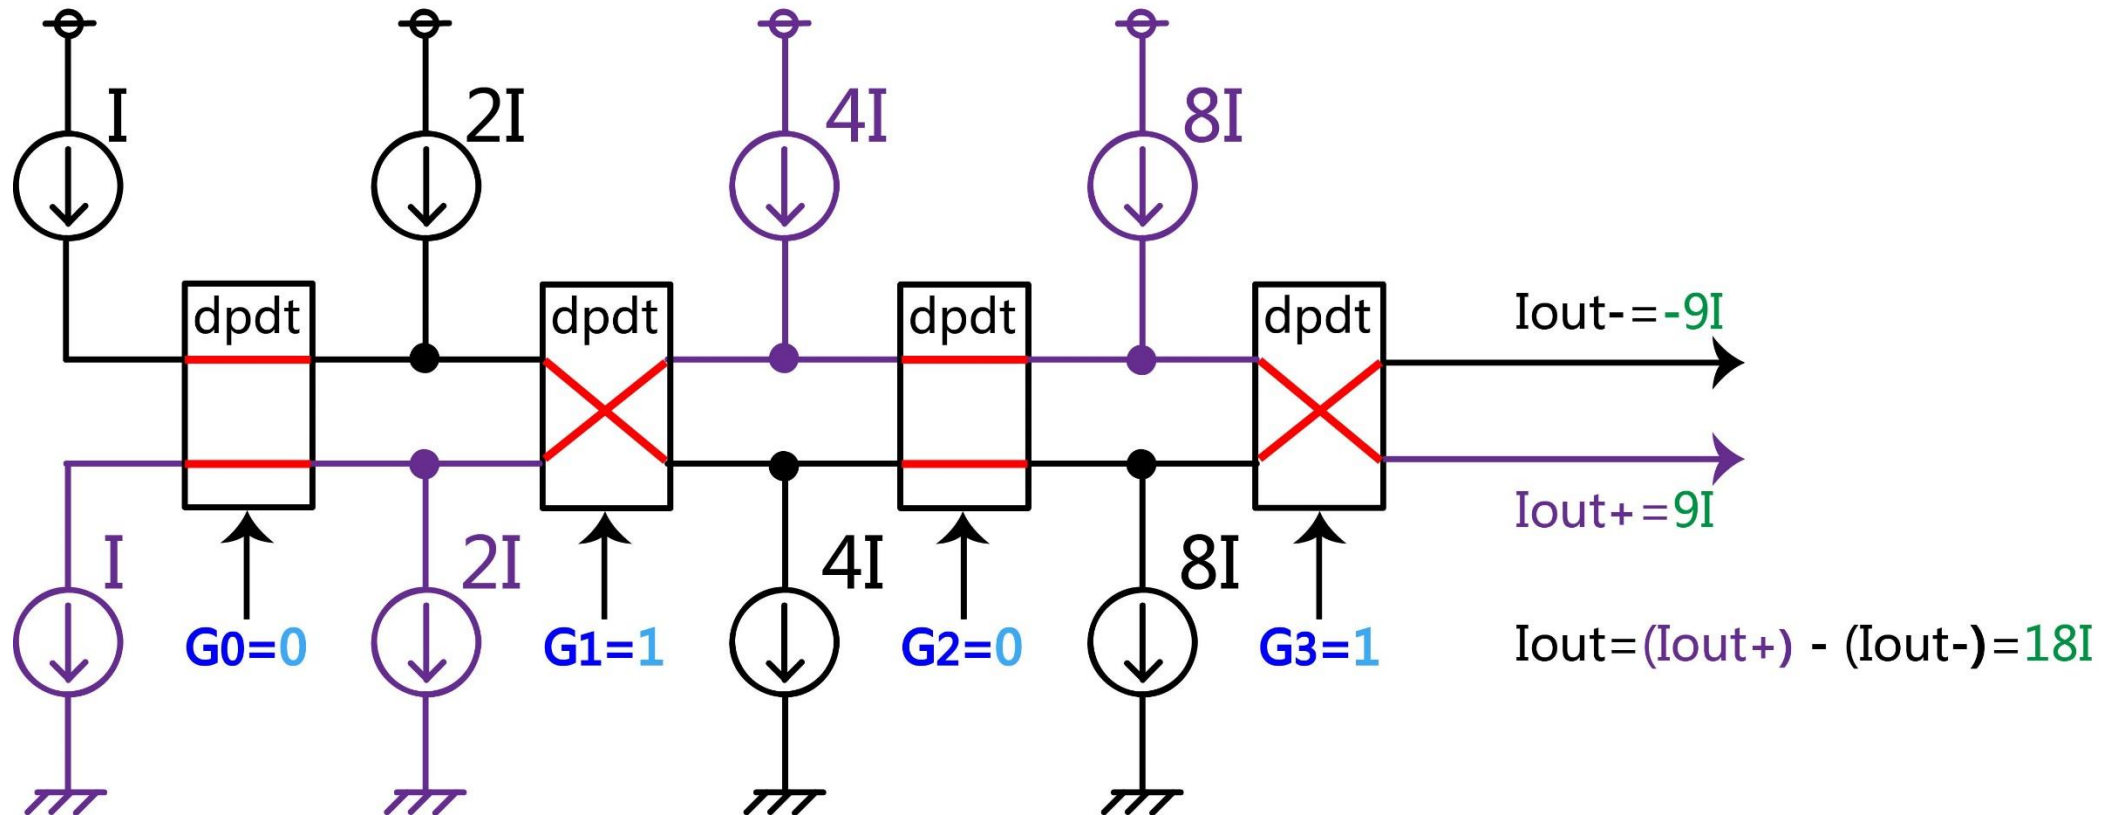 I
2I
4I
8I
dpdt
dpdt
dpdt
dpdt
Iout-=-9I
Iout+=9I
I
2I
4I
8I
G0=0
G1=1
G2=0
G3=1
Iout=(Iout+) - (Iout-)=18I